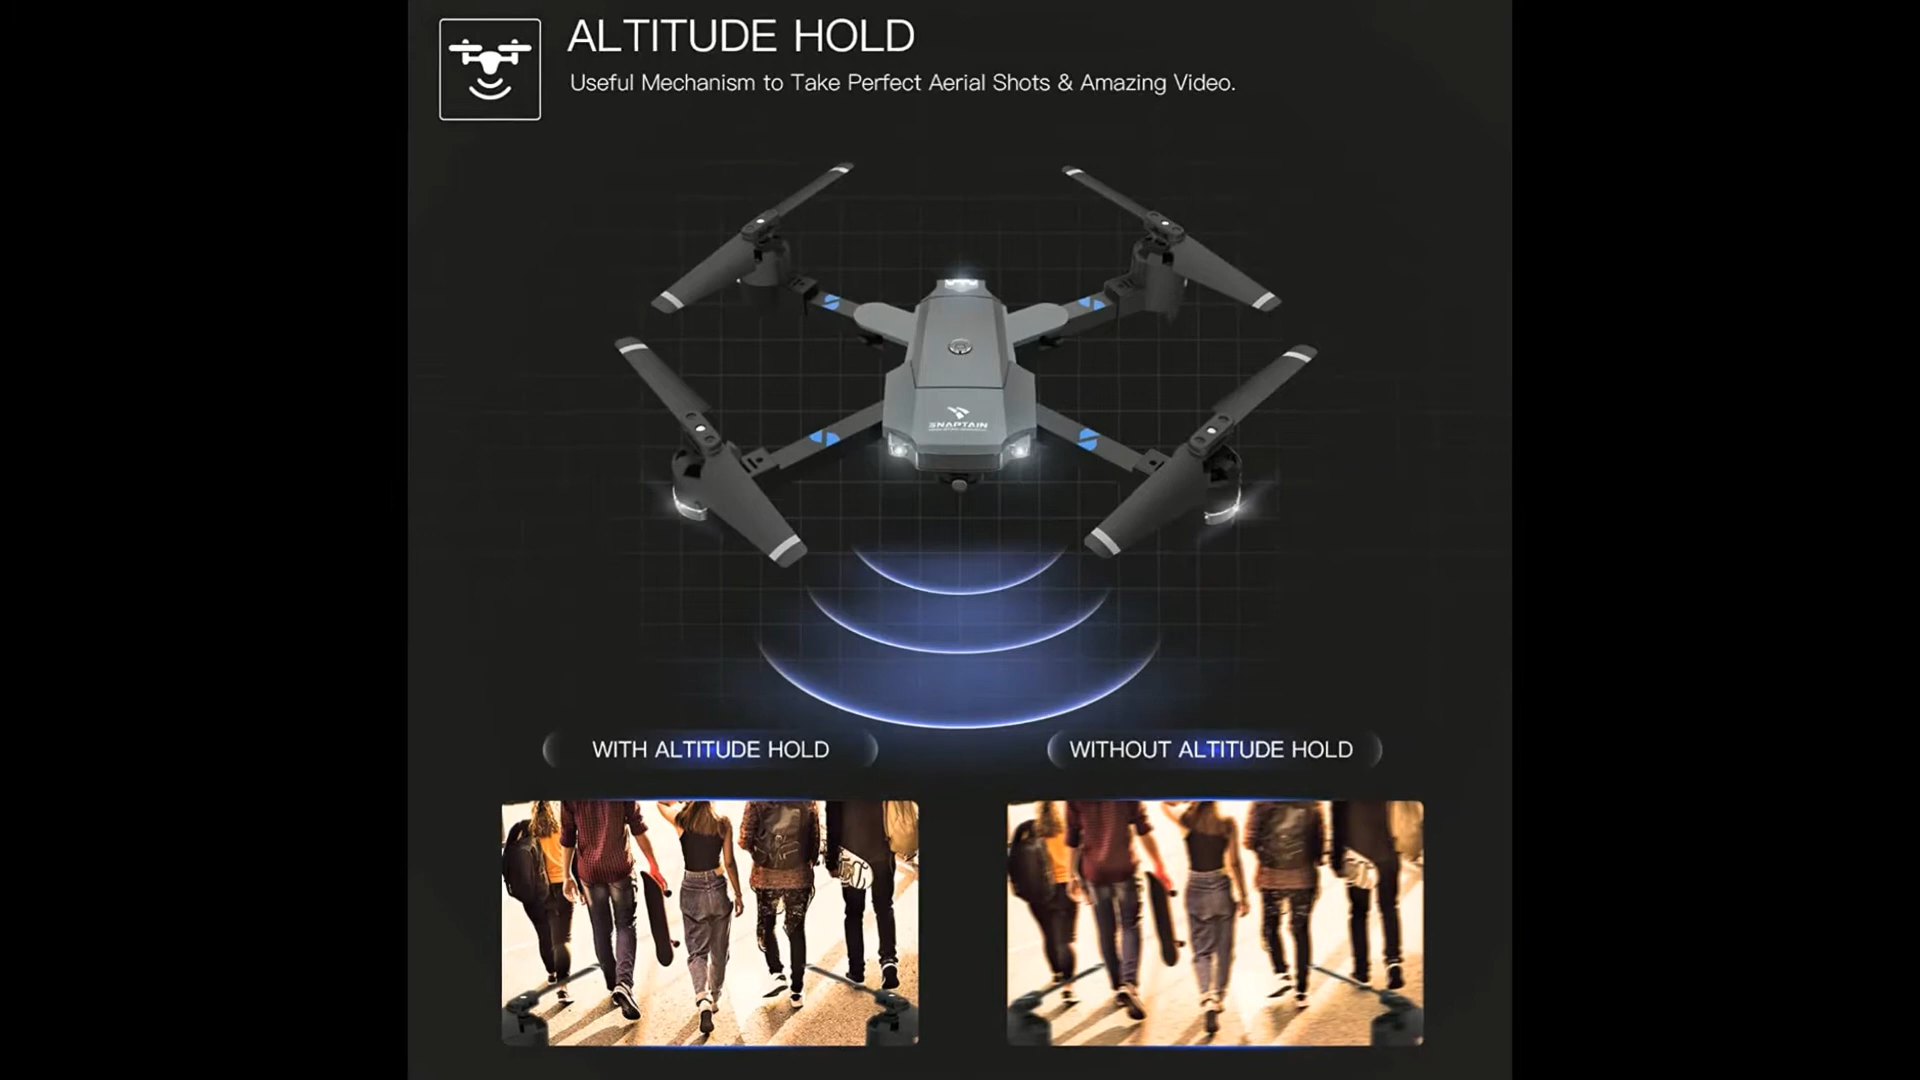 ALTITUDE HOLD
Useful Mechanism to Take Perfect Aerial Shots & Amazing Video.
SNAPTAIN
WITH ALTITUDE HOLD
WITHOUT ALTITUDE HOLD